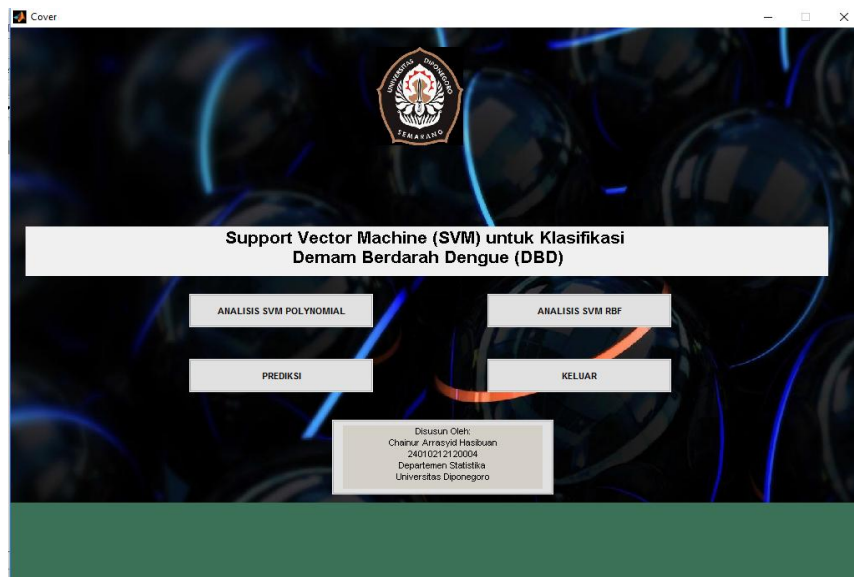 Cover
UNIVERSITAS DIPONEGORO
SEMARANG
Support Vector Machine (SVM) untuk Klasifikasi
Demam Berdarah Dengue (DBD)
ANALISIS SVM POLYNOMIAL
ANALISIS SVM RBF
PREDIKSI
KELUAR
Disusun Oleh:
Chainur Arrasyid Hasibuan
24010212120004
Departemen Statistika
Universitas Diponegoro